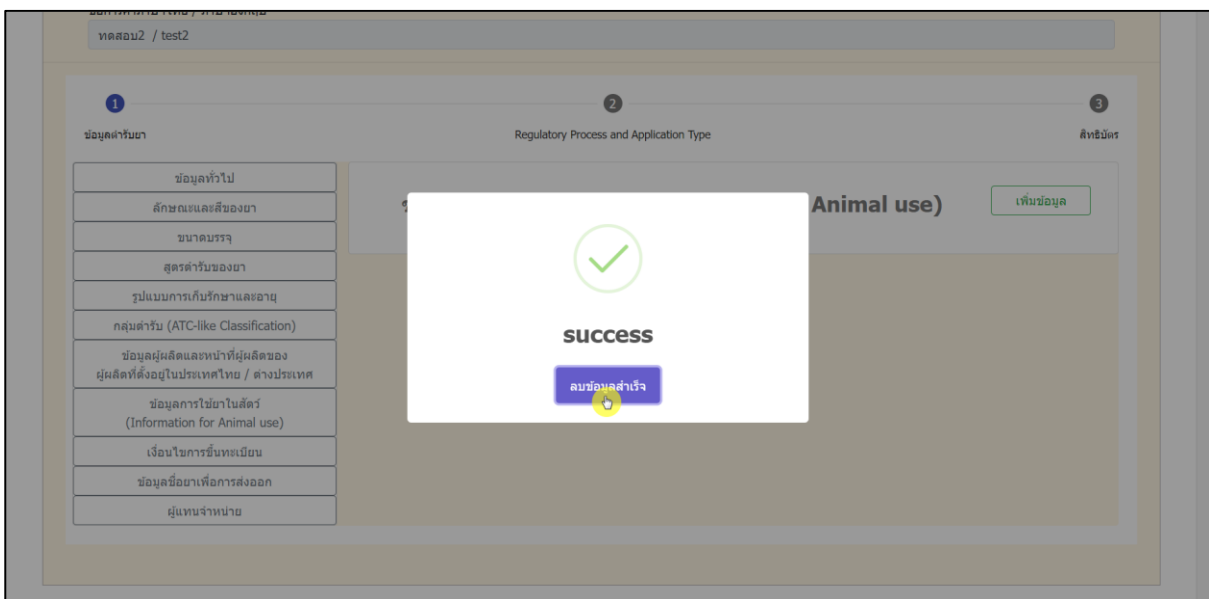 ทดสอบ2 / test2
1
2
3
ข้อมูลตำรับยา
Regulatory Process and Application Type
สิทธิบัตร
ข้อมูลทั่วไป
ลักษณะและสีของยา
ขนาดบรรจุ
สูตรตำรับของยา
รูปแบบการเก็บรักษาและอายุ
กลุ่มตำรับ (ATC-like Classification)
ข้อมูลผู้ผลิตและหน้าที่ผู้ผลิตของ
ผู้ผลิตที่ตั้งอยู่ในประเทศไทย / ต่างประเทศ
ข้อมูลการใช้ยาในสัตว์
(Information for Animal use)
เงื่อนไขการขึ้นทะเบียน
ข้อมูลชื่อยาเพื่อการส่งออก
ผู้แทนจำหน่าย
Animal use)
เพิ่มข้อมูล
success
ลบข้อมูลสำเร็จ